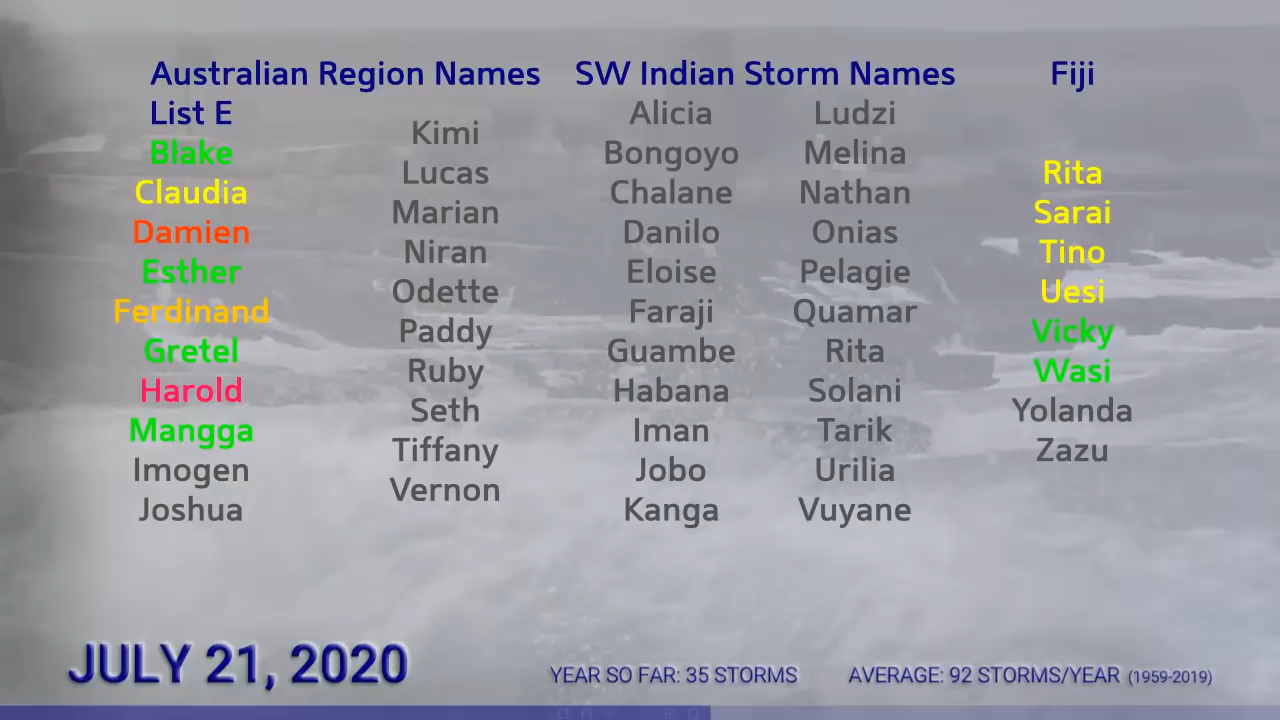 Australian Region Names
List E
Blake
Claudia
Damien
Esther
Ferdinand
Gretel
Harold
Mangga
Imogen
Joshua
Kimi
Lucas
Marian
Niran
Odette
Paddy
Ruby
Seth
Tiffany
Vernon
SW Indian Storm Names
Alicia
Bongoyo
Chalane
Danilo
Eloise
Faraji
Guambe
Habana
Iman
Jobo
Kanga
Ludzi
Melina
Nathan
Onias
Pelagie
Quamar
Rita
Solani
Tarik
Urilia
Vuyane
Fiji
Rita
Sarai
Tino
Uesi
Vicky
Wasi
Yolanda
Zazu
JULY 21, 2020
YEAR SO FAR: 35 STORMS
AVERAGE: 92 STORMS/YEAR (1959-2019)